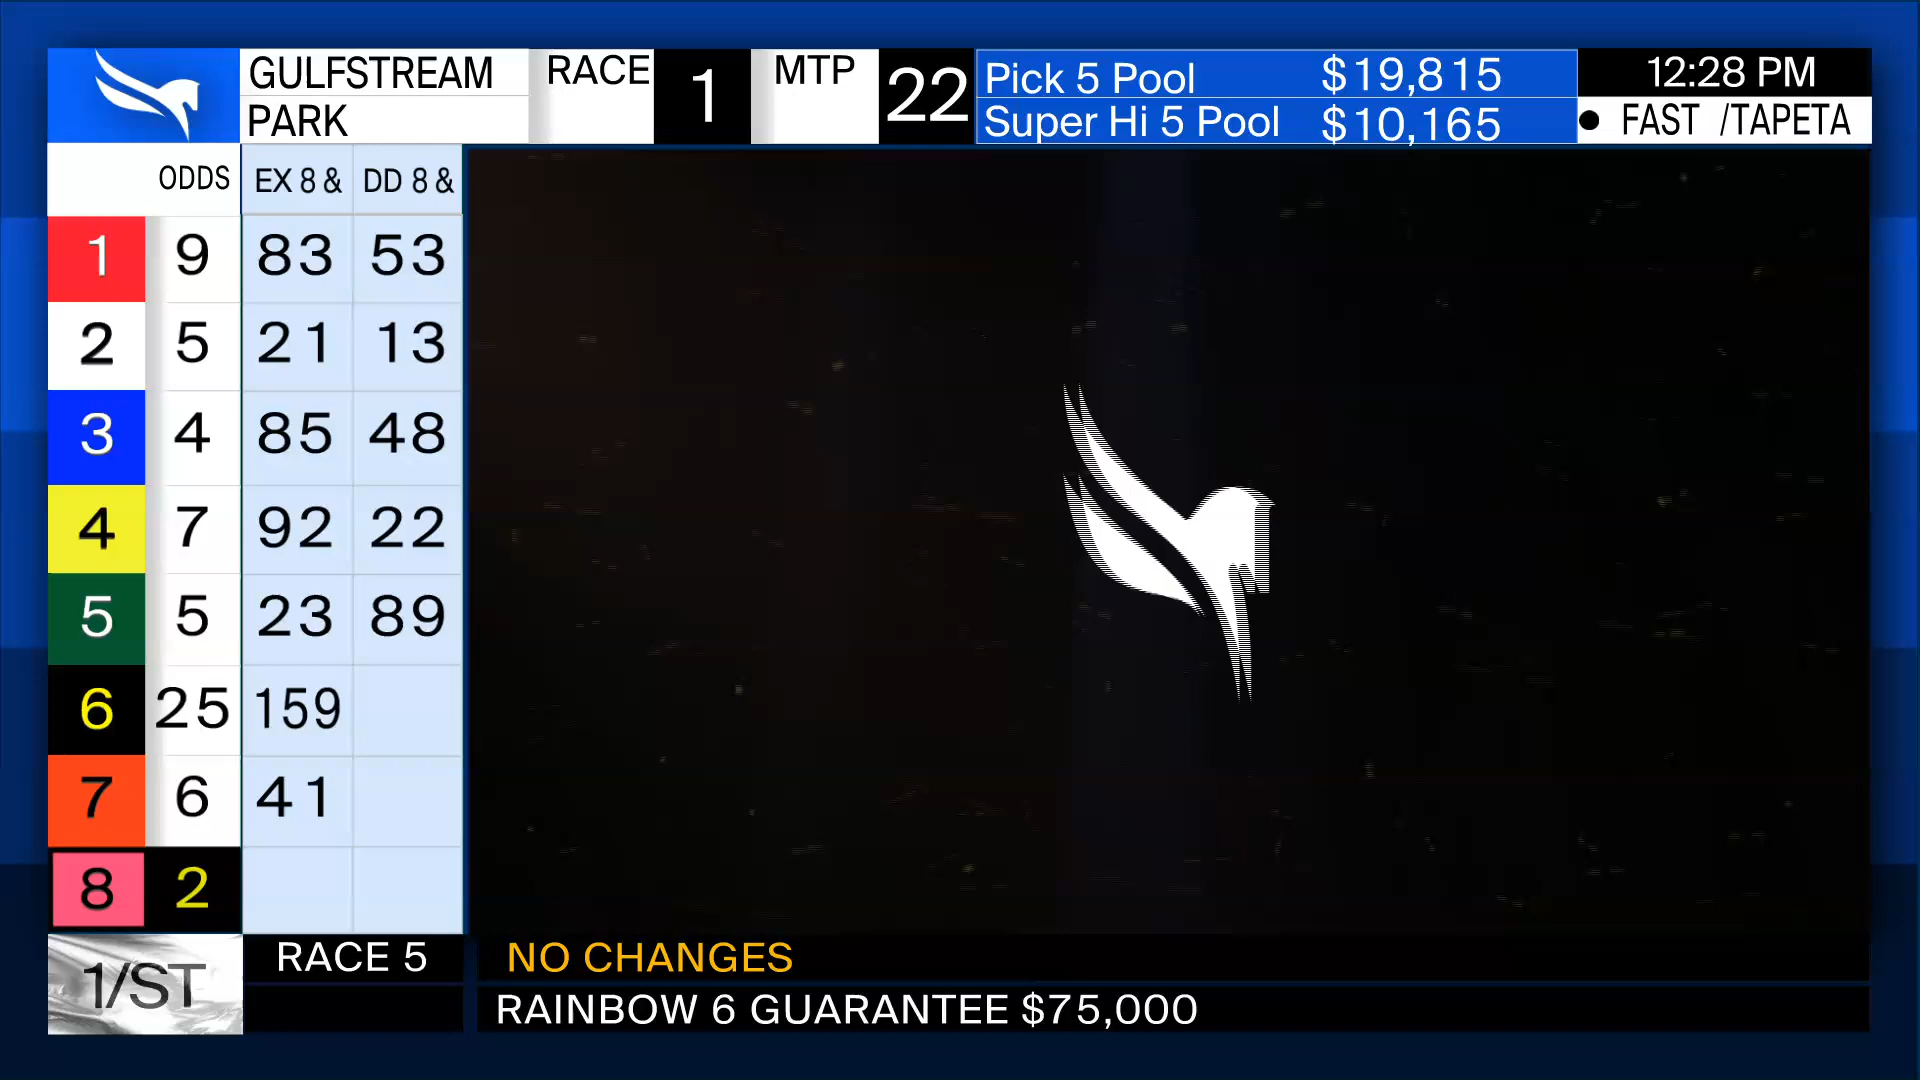 GULFSTREAM PARK
RACE 1
MTP 22
Pick 5 Pool $19,815
Super Hi 5 Pool $10,165
12:28 PM
● FAST /TAPETA
ODDS EX 8 & DD 8 &
1 9 83 53
2 5 21 13
3 4 85 48
4 7 92 22
5 5 23 89
6 25 159
7 6 41
8 2
1/ST
RACE 5 NO CHANGES
RAINBOW 6 GUARANTEE $75,000